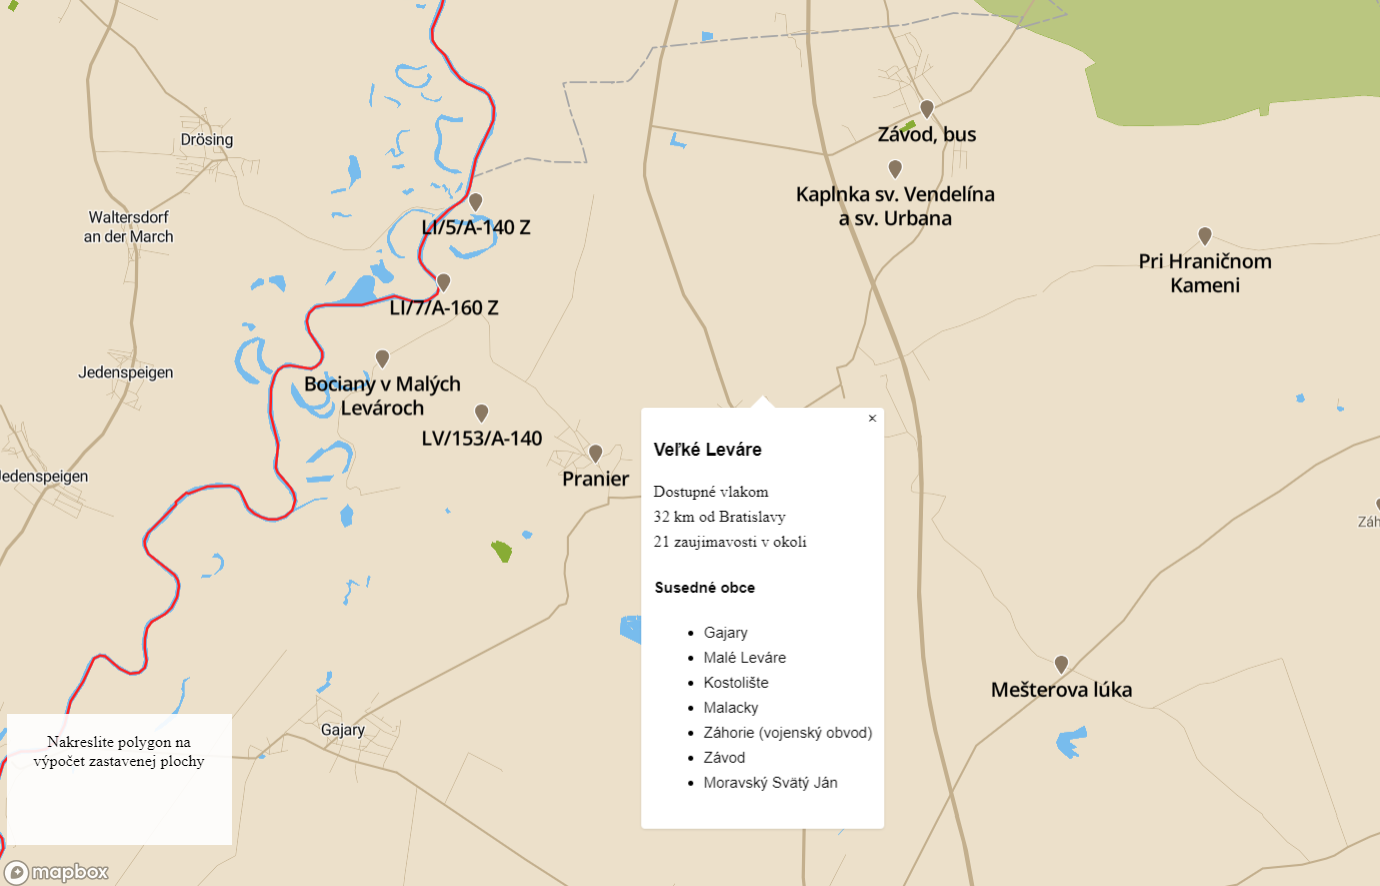 Závod, bus
Drösing
Kaplnka sv. Vendelína
a sv. Urbana
Waltersdorf
an der March
LI/5/A-140 Z
Pri Hraničnom
Kameni
LI/7/A-160 Z
Jedenspeigen
Bociany v Malých
Levároch
LV/153/A-140
Pranier
Jedenspeigen
×
Veľké Leváre
Dostupné vlakom
32 km od Bratislavy
21 zaujímavostí v okolí
Susedné obce
Gajary
Malé Leváre
Kostolište
Malacky
Záhorie (vojenský obvod)
Závod
Moravský Svätý Ján
Záh
Mešterova lúka
Gajary
Nakreslite polygon na
výpočet zastavenej plochy
mapbox